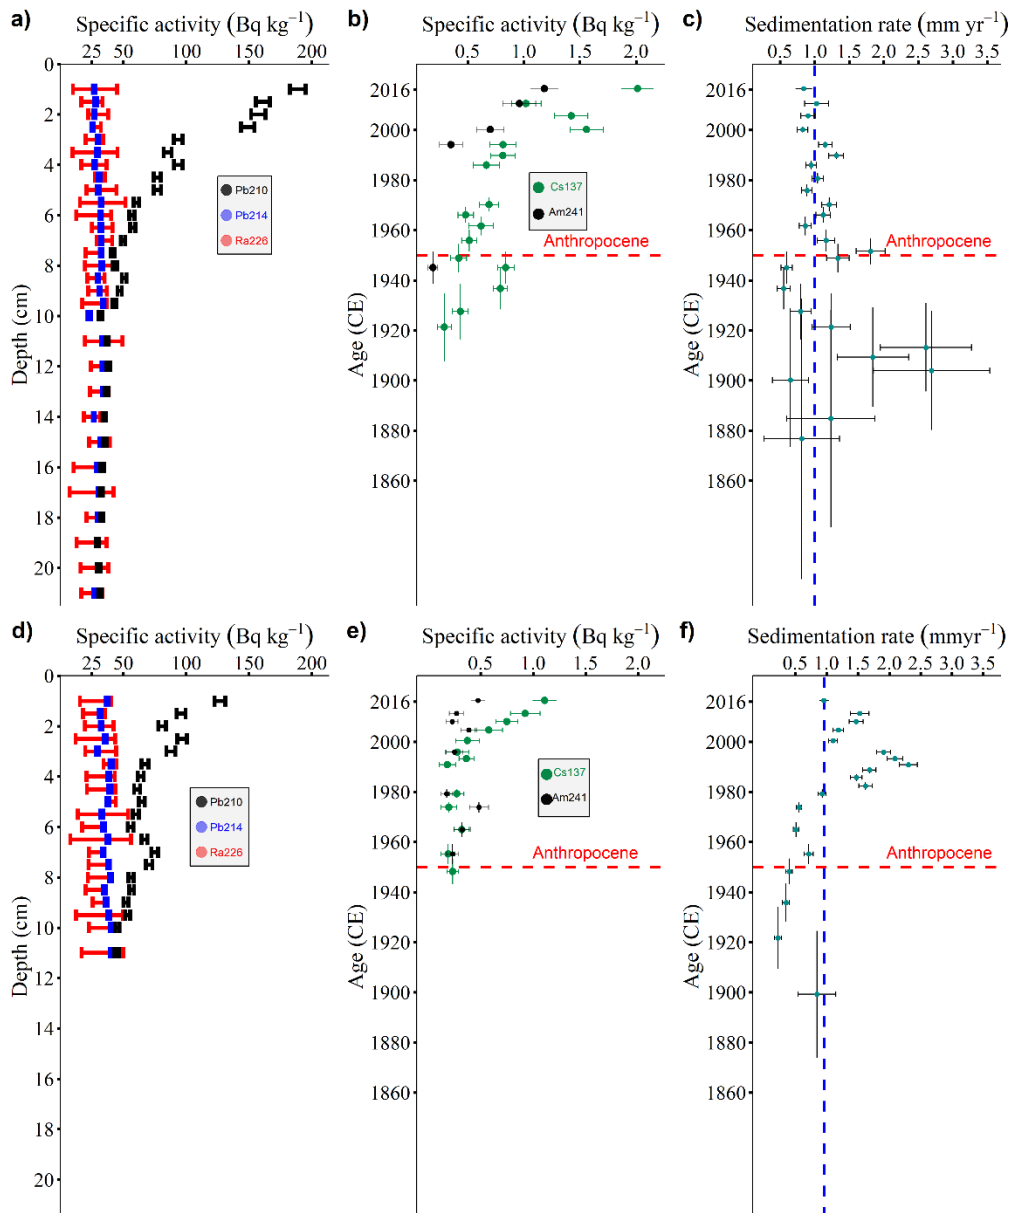 a)
Specific activity (Bq kg⁻¹)
25 50 100 150 200
0
2
4
6
8
10
12
14
16
18
20
Depth (cm)
Pb210
Pb214
Ra226
b)
Specific activity (Bq kg⁻¹)
0.5 1.0 1.5 2.0
2016
2000
1980
1960
1940
1920
1900
1880
1860
Age (CE)
Cs137
Am241
Anthropocene
c)
Sedimentation rate (mm yr⁻¹)
0.5 1.0 1.5 2.0 2.5 3.0 3.5
2016
2000
1980
1960
1940
1920
1900
1880
1860
Age (CE)
Anthropocene
d)
Specific activity (Bq kg⁻¹)
25 50 100 150 200
0
2
4
6
8
10
12
14
16
18
20
Depth (cm)
Pb210
Pb214
Ra226
e)
Specific activity (Bq kg⁻¹)
0.5 1.0 1.5 2.0
2016
2000
1980
1960
1940
1920
1900
1880
1860
Age (CE)
Cs137
Am241
Anthropocene
f)
Sedimentation rate (mmyr⁻¹)
0.5 1.0 1.5 2.0 2.5 3.0 3.5
2016
2000
1980
1960
1940
1920
1900
1880
1860
Age (CE)
Anthropocene